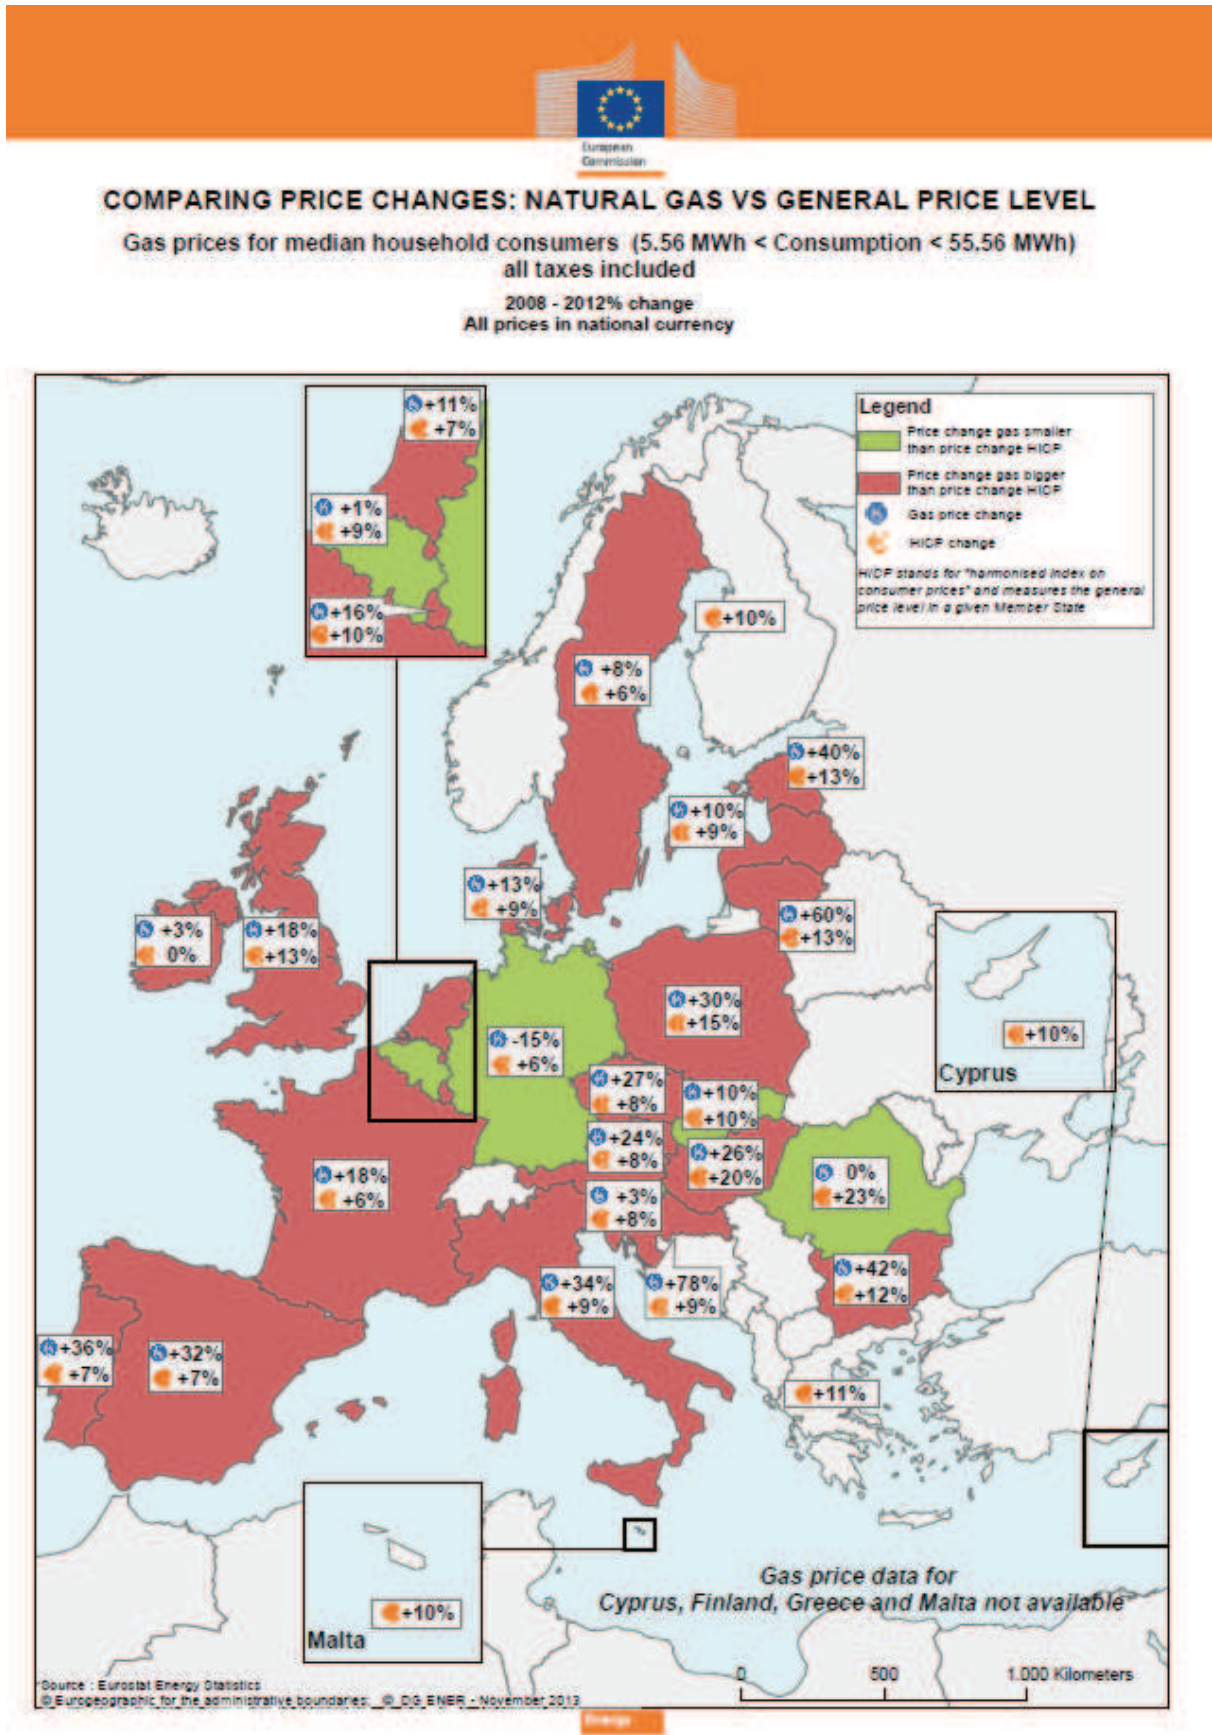 European
Commission
COMPARING PRICE CHANGES: NATURAL GAS VS GENERAL PRICE LEVEL
Gas prices for median household consumers (5.56 MWh < Consumption < 55.56 MWh)
all taxes included
2008 - 2012% change
All prices in national currency
+11%
+7%
+1%
+9%
+16%
+10%
Legend
Price change gas smaller
than price change HICP
Price change gas bigger
than price change HICP
Gas price change
HICP change
HICP stands for "harmonised index on
consumer prices" and measures the general
price level in a given Member State
+10%
+8%
+6%
+40%
+13%
+10%
+9%
+13%
+9%
+60%
+13%
+3%
0%
+18%
+13%
+30%
+15%
-15%
+6%
+10%
Cyprus
+27%
+8%
+10%
+10%
+24%
+8%
+26%
+20%
0%
+23%
+18%
+6%
+3%
+8%
+34%
+9%
+78%
+9%
+42%
+12%
+36%
+7%
+32%
+7%
+11%
+10%
Malta
Gas price data for
Cyprus, Finland, Greece and Malta not available
0 500 1.000 Kilometers
Source : Eurostat Energy Statistics
© Eurogeographic for the administrative boundaries. © DG ENER - November 2013
Energy